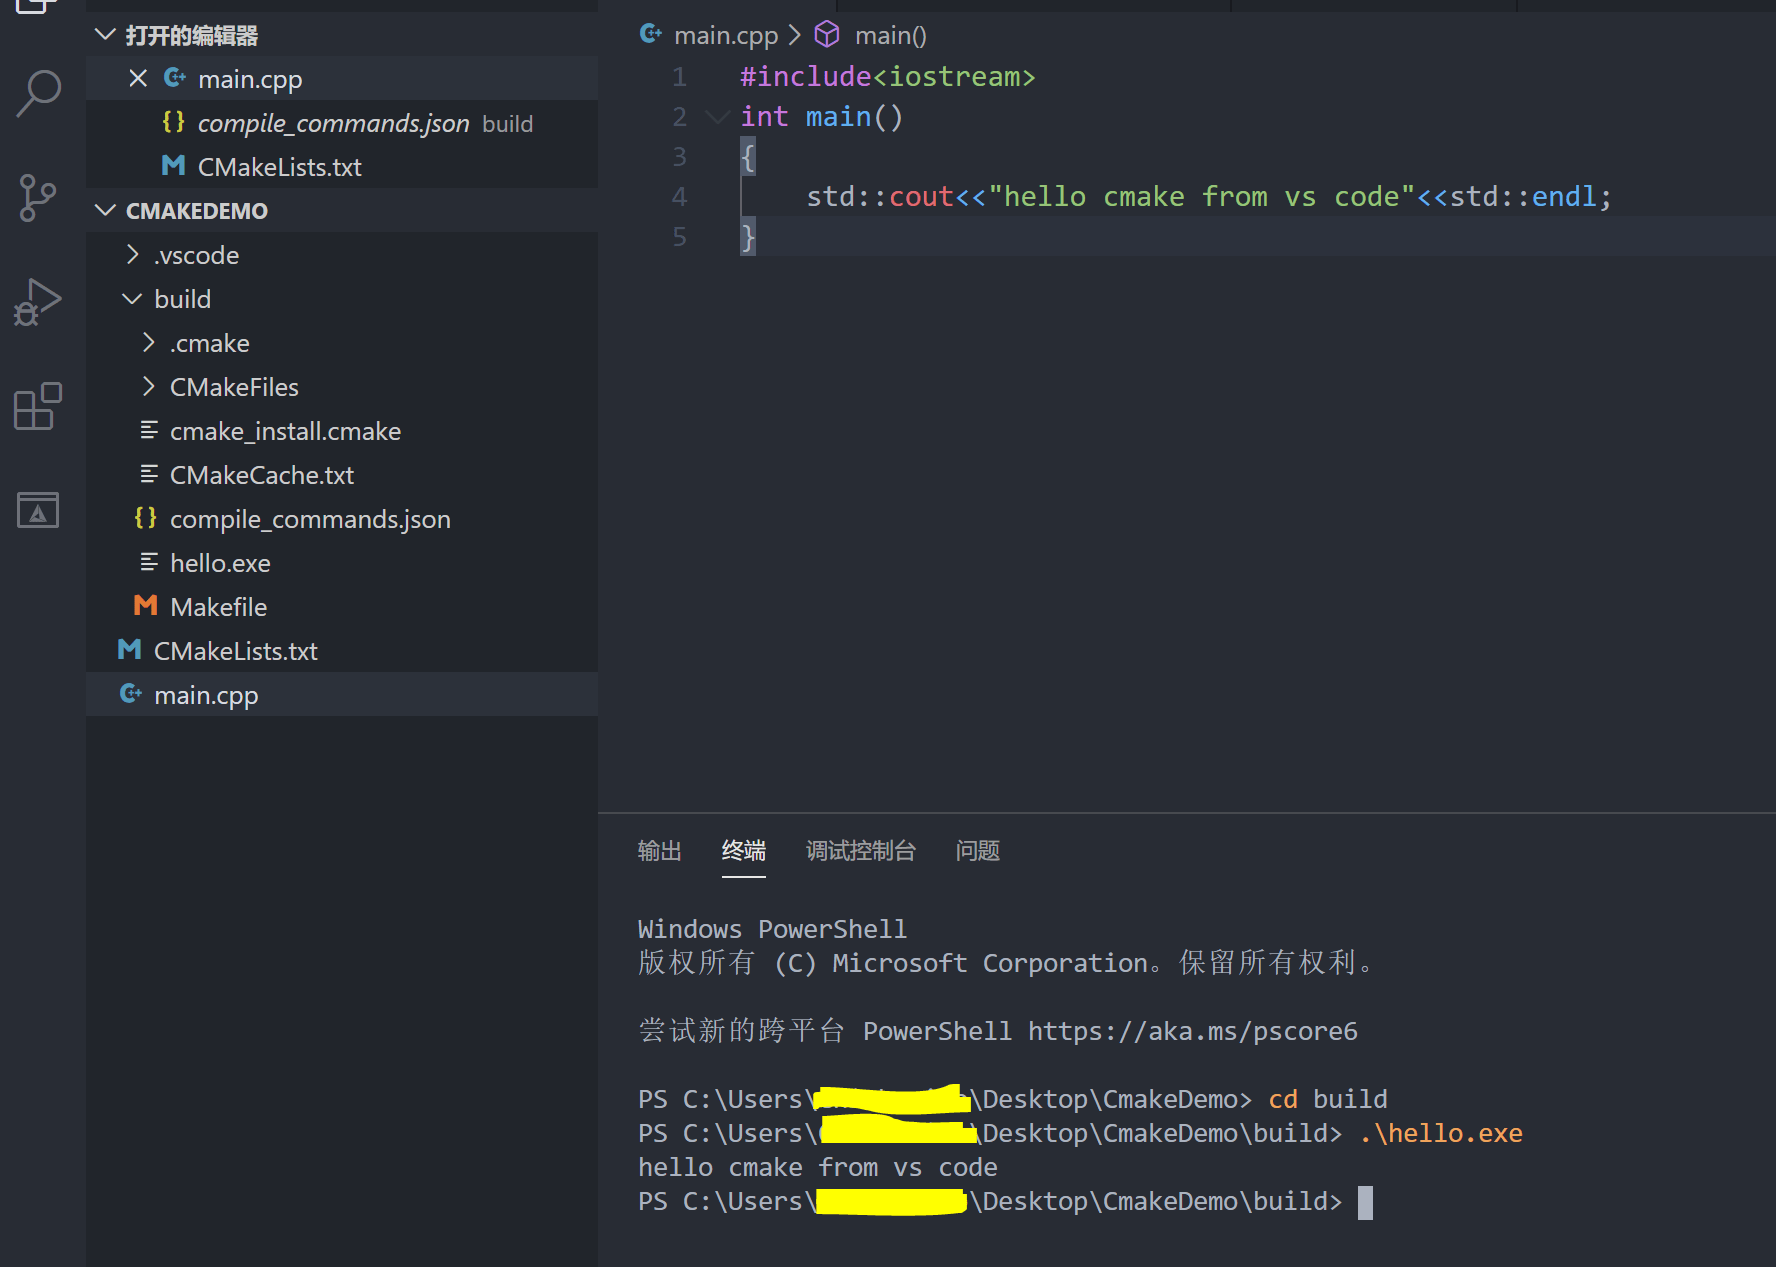 打开的编辑器
main.cpp
compile_commands.json build
CMakeLists.txt
CMAKEDEMO
.vscode
build
.cmake
CMakeFiles
cmake_install.cmake
CMakeCache.txt
compile_commands.json
hello.exe
Makefile
CMakeLists.txt
main.cpp
main.cpp > main()
1 #include<iostream>
2 int main()
3 {
4 std::cout<<"hello cmake from vs code"<<std::endl;
5 }
输出 终端 调试控制台 问题
Windows PowerShell
版权所有 (C) Microsoft Corporation。保留所有权利。
尝试新的跨平台 PowerShell https://aka.ms/pscore6
PS C:\Users\ \Desktop\CmakeDemo> cd build
PS C:\Users\ \Desktop\CmakeDemo\build> .\hello.exe
hello cmake from vs code
PS C:\Users\ \Desktop\CmakeDemo\build>